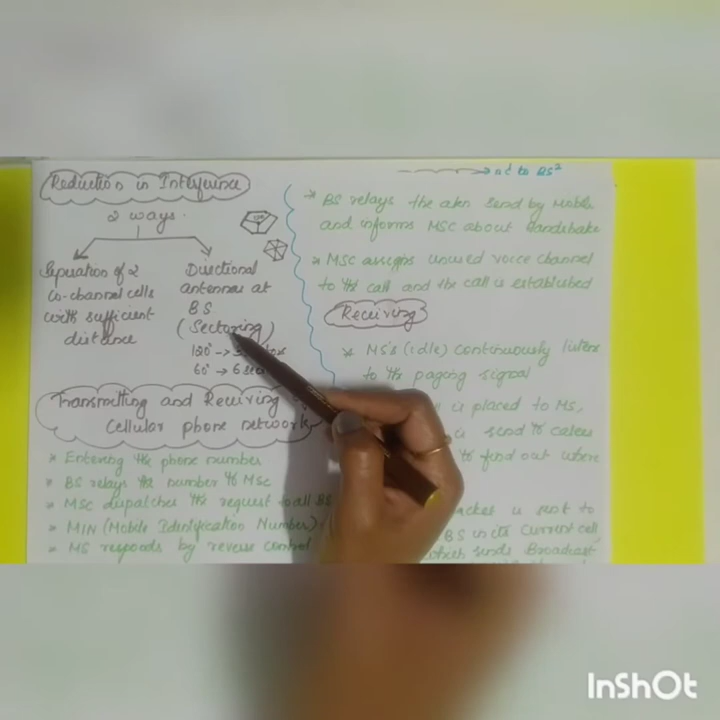 Reduction in Interference
2 ways.
Seperation of 2
co-channel cells
with sufficient
distance
Directional
antennas at
BS
(Sectoring)
120° →
60° → 6
Transmitting and Receiving
Cellular phone network
* Entering the phone number
* BS relays the number to MSC
* MSC dispatches the request to all BS
* MIN (Mobile Identification Number)
* MS responds by reverse control
to BS
* BS relays the send by Mobile
and informs MSC about handshake
* MSC assigns unused voice channel
to the call and the call is established
Receiving
* MS's (idle) continuously listens
to the paging signal
is placed to MS,
is send to callers
to find out where
is sent to
BS in its current cell
which sends Broadcast
InShOt